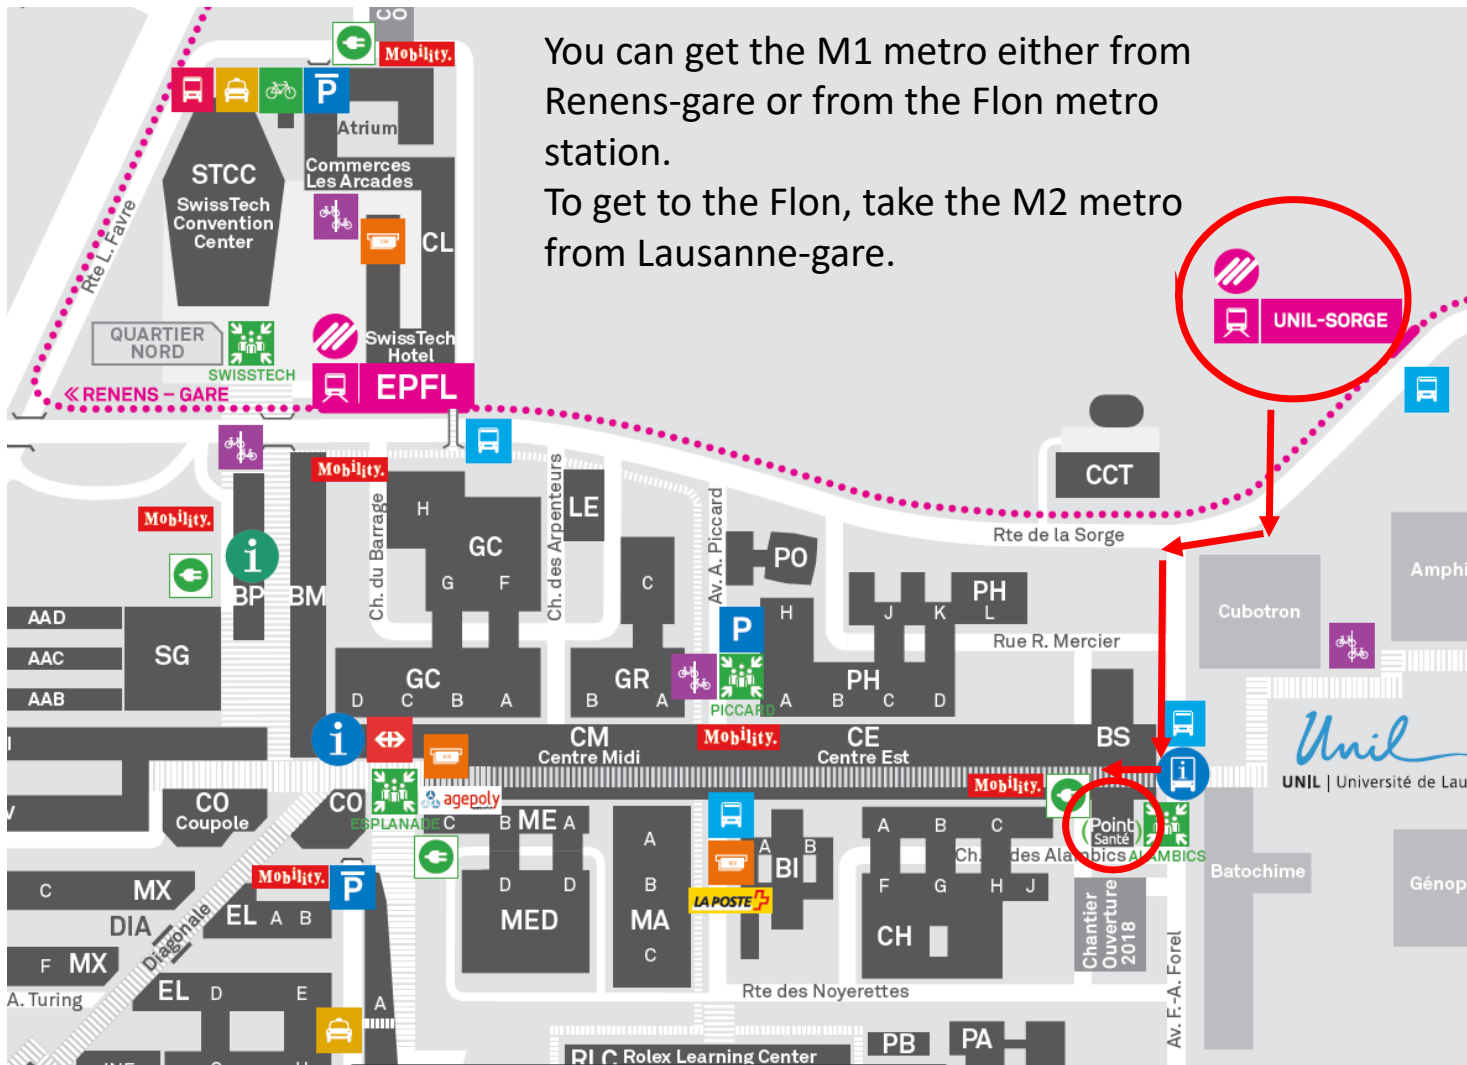 You can get the M1 metro either from
Renens-gare or from the Flon metro
station.
To get to the Flon, take the M2 metro
from Lausanne-gare.
CO
Mobility.
P
Atrium
STCC
SwissTech
Convention
Center
Commerces
Les Arcades
CL
Rte L. Favre
QUARTIER
NORD
SWISSTECH
SwissTech
Hotel
EPFL
« RENENS – GARE
UNIL-SORGE
Mobility.
Mobility.
i
BP
BM
Ch. du Barrage
H
GC
G
F
Ch. des Arpenteurs
LE
C
Av. A. Piccard
PO
CCT
Rte de la Sorge
Amphi
Cubotron
AAD
AAC
AAB
SG
GC
D
C
B
A
GR
B
A
P
PICCARD
H
J
K
L
PH
PH
A
B
C
D
Rue R. Mercier
BS
i
CM
Centre Midi
Mobility.
CE
Centre Est
Mobility.
i
Unil
UNIL | Université de Lau
V
CO
Coupole
CO
ESPLANADE
agepoly
C
B
ME
A
D
D
MED
A
B
MA
C
A
B
BI
LA POSTE
A
B
C
Ch. des Alambics
F
G
H
J
CH
Point
Santé
ALAMBICS
Batochime
Génop
Chantier
Ouverture
2018
Av. F.-A. Forel
C
MX
Mobility.
P
DIA
Diagonale
EL
A
B
F
MX
A. Turing
EL
D
E
A
Rte des Noyerettes
RLC Rolex Learning Center
PB
PA